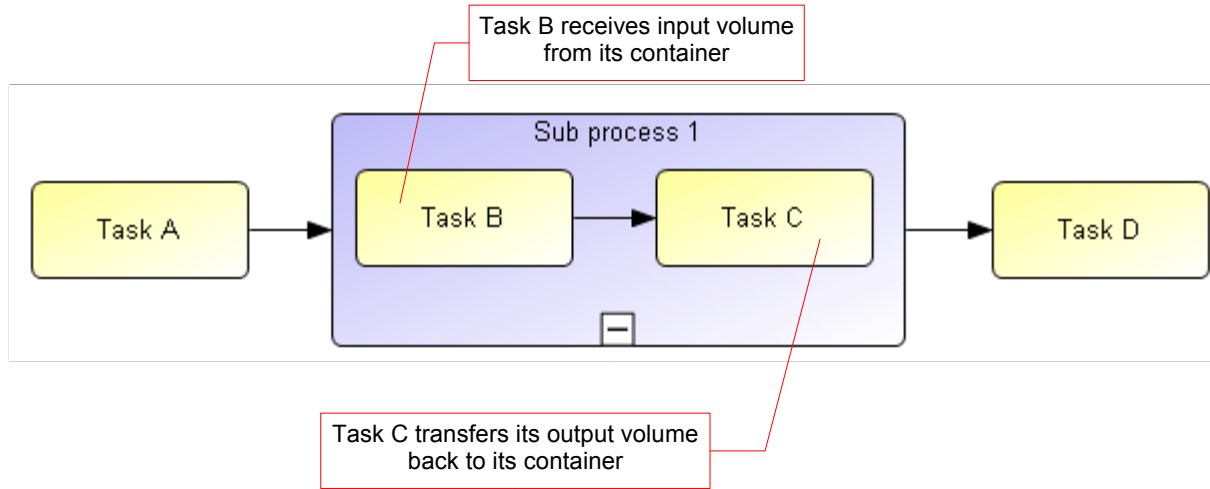 Task B receives input volume
from its container
Sub process 1
Task A
Task B
Task C
Task D
Task C transfers its output volume
back to its container